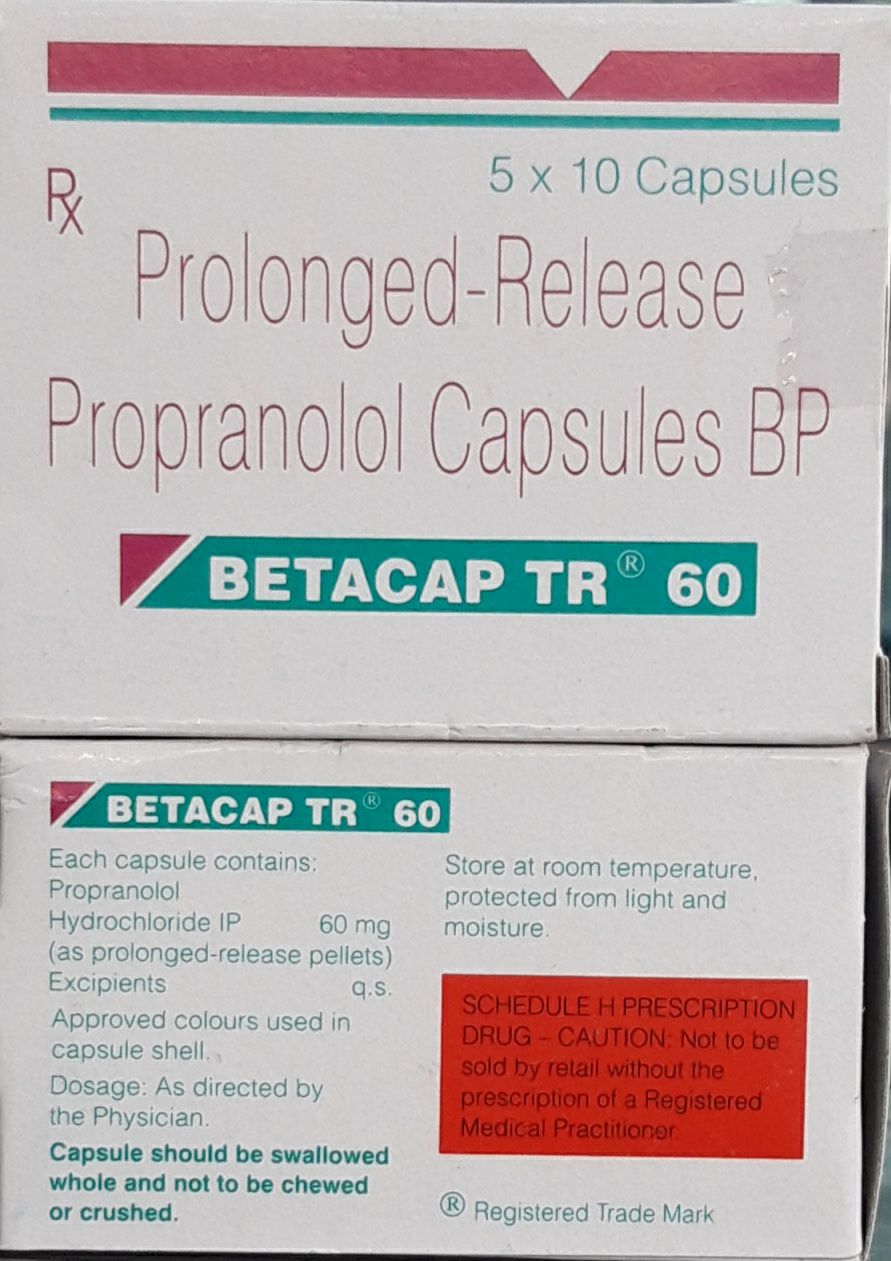 5 x 10 Capsules
Rx
Prolonged-Release
Propranolol Capsules BP
BETACAP TR® 60
BETACAP TR® 60
Each capsule contains:
Propranolol
Hydrochloride IP 60 mg
(as prolonged-release pellets)
Excipients q.s.
Approved colours used in
capsule shell.
Dosage: As directed by
the Physician.
Capsule should be swallowed
whole and not to be chewed
or crushed.
Store at room temperature,
protected from light and
moisture.
SCHEDULE H PRESCRIPTION
DRUG - CAUTION: Not to be
sold by retail without the
prescription of a Registered
Medical Practitioner.
® Registered Trade Mark